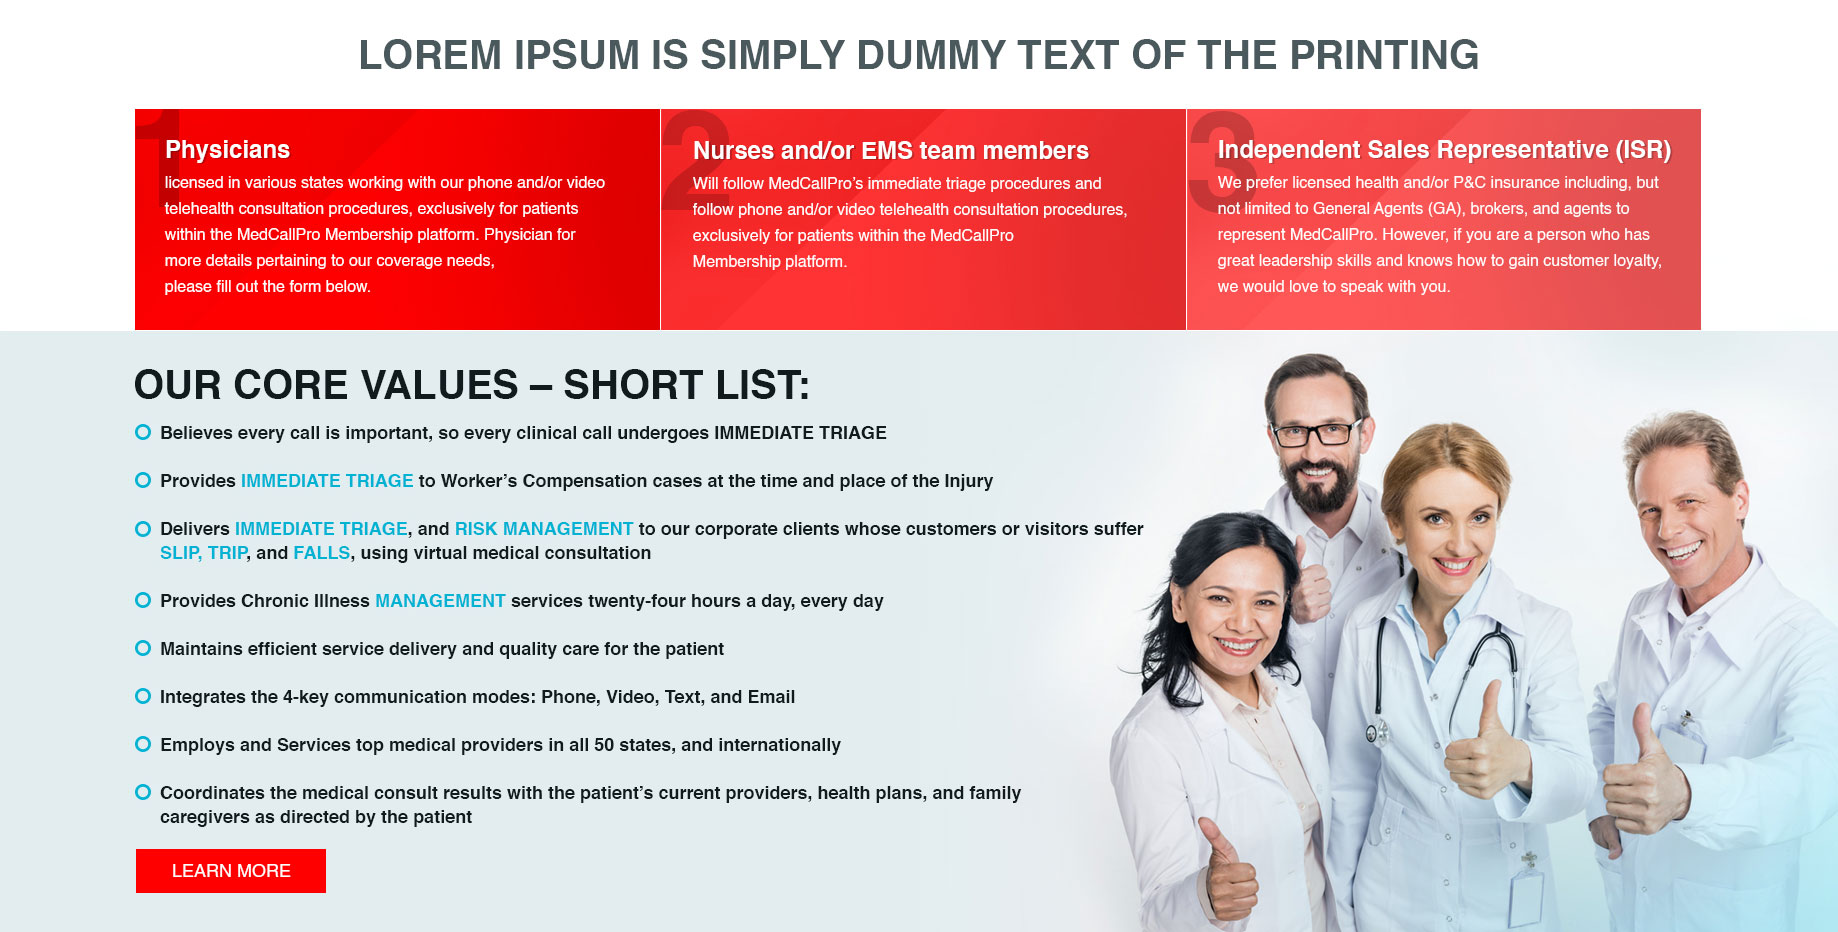 LOREM IPSUM IS SIMPLY DUMMY TEXT OF THE PRINTING
1
Physicians
licensed in various states working with our phone and/or video
telehealth consultation procedures, exclusively for patients
within the MedCallPro Membership platform. Physician for
more details pertaining to our coverage needs,
please fill out the form below.
2
Nurses and/or EMS team members
Will follow MedCallPro’s immediate triage procedures and
follow phone and/or video telehealth consultation procedures,
exclusively for patients within the MedCallPro
Membership platform.
3
Independent Sales Representative (ISR)
We prefer licensed health and/or P&C insurance including, but
not limited to General Agents (GA), brokers, and agents to
represent MedCallPro. However, if you are a person who has
great leadership skills and knows how to gain customer loyalty,
we would love to speak with you.
OUR CORE VALUES – SHORT LIST:
Believes every call is important, so every clinical call undergoes IMMEDIATE TRIAGE
Provides IMMEDIATE TRIAGE to Worker’s Compensation cases at the time and place of the Injury
Delivers IMMEDIATE TRIAGE, and RISK MANAGEMENT to our corporate clients whose customers or visitors suffer
SLIP, TRIP, and FALLS, using virtual medical consultation
Provides Chronic Illness MANAGEMENT services twenty-four hours a day, every day
Maintains efficient service delivery and quality care for the patient
Integrates the 4-key communication modes: Phone, Video, Text, and Email
Employs and Services top medical providers in all 50 states, and internationally
Coordinates the medical consult results with the patient’s current providers, health plans, and family
caregivers as directed by the patient
LEARN MORE